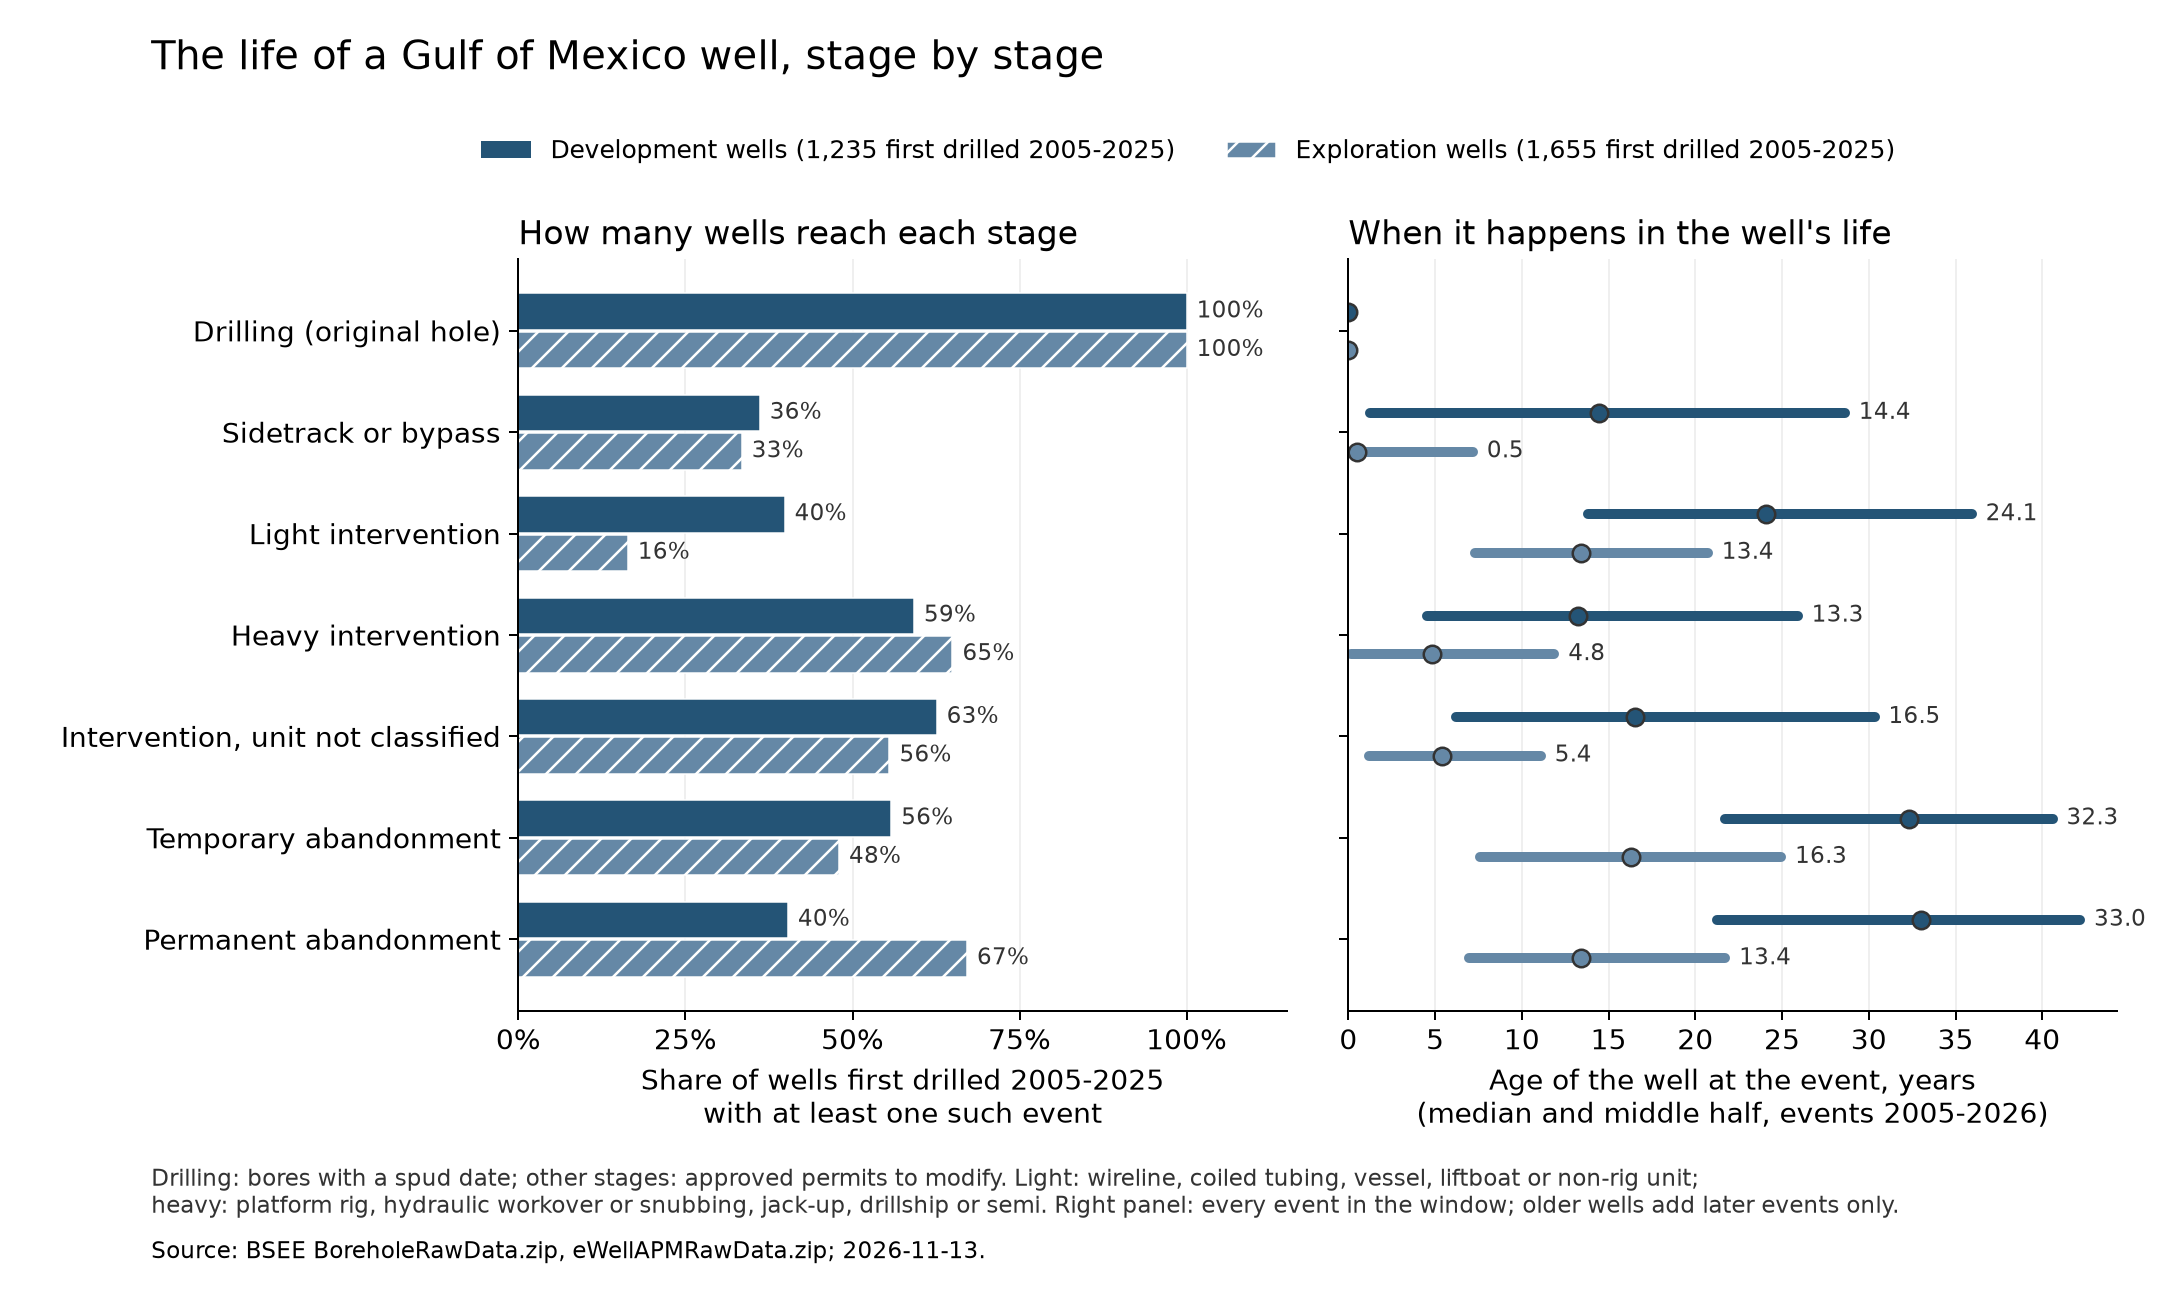 The life of a Gulf of Mexico well, stage by stage
Development wells (1,235 first drilled 2005-2025)
Exploration wells (1,655 first drilled 2005-2025)
How many wells reach each stage
Drilling (original hole)
100%
100%
Sidetrack or bypass
36%
33%
Light intervention
40%
16%
Heavy intervention
59%
65%
Intervention, unit not classified
63%
56%
Temporary abandonment
56%
48%
Permanent abandonment
40%
67%
0% 25% 50% 75% 100%
Share of wells first drilled 2005-2025
with at least one such event
When it happens in the well's life
14.4
0.5
24.1
13.4
13.3
4.8
16.5
5.4
32.3
16.3
33.0
13.4
0 5 10 15 20 25 30 35 40
Age of the well at the event, years
(median and middle half, events 2005-2026)
Drilling: bores with a spud date; other stages: approved permits to modify. Light: wireline, coiled tubing, vessel, liftboat or non-rig unit;
heavy: platform rig, hydraulic workover or snubbing, jack-up, drillship or semi. Right panel: every event in the window; older wells add later events only.
Source: BSEE BoreholeRawData.zip, eWellAPMRawData.zip; 2026-11-13.